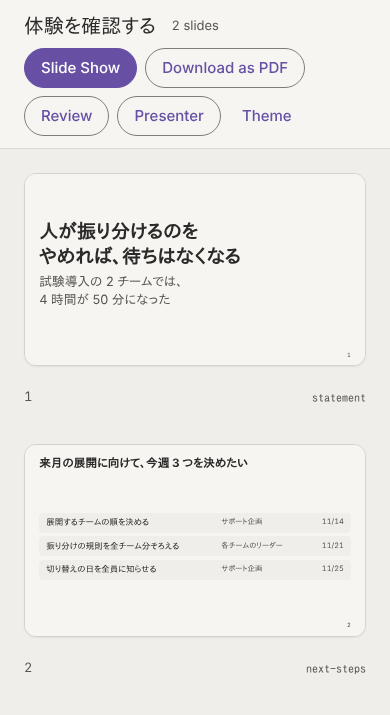 体験を確認する 2 slides
Slide Show Download as PDF
Review Presenter Theme
人が振り分けるのを
やめれば、待ちはなくなる
試験導入の 2 チームでは、
4 時間が 50 分になった
1
1 statement
来月の展開に向けて、今週 3 つを決めたい
展開するチームの順を決める サポート企画 11/14
振り分けの規則を全チーム分そろえる 各チームのリーダー 11/21
切り替えの日を全員に知らせる サポート企画 11/25
2
2 next-steps